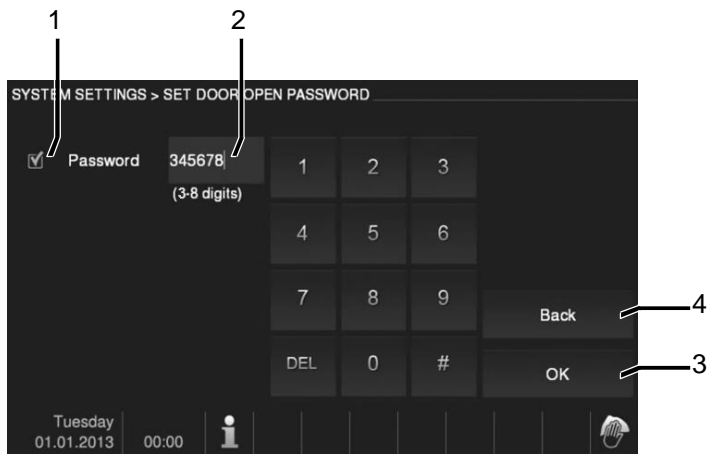 1 2
SYSTEM SETTINGS > SET DOOR OPEN PASSWORD
Password 345678
(3-8 digits)
1 2 3
4 5 6
7 8 9
Back
4
DEL 0 #
OK
3
Tuesday
01.01.2013 00:00 i